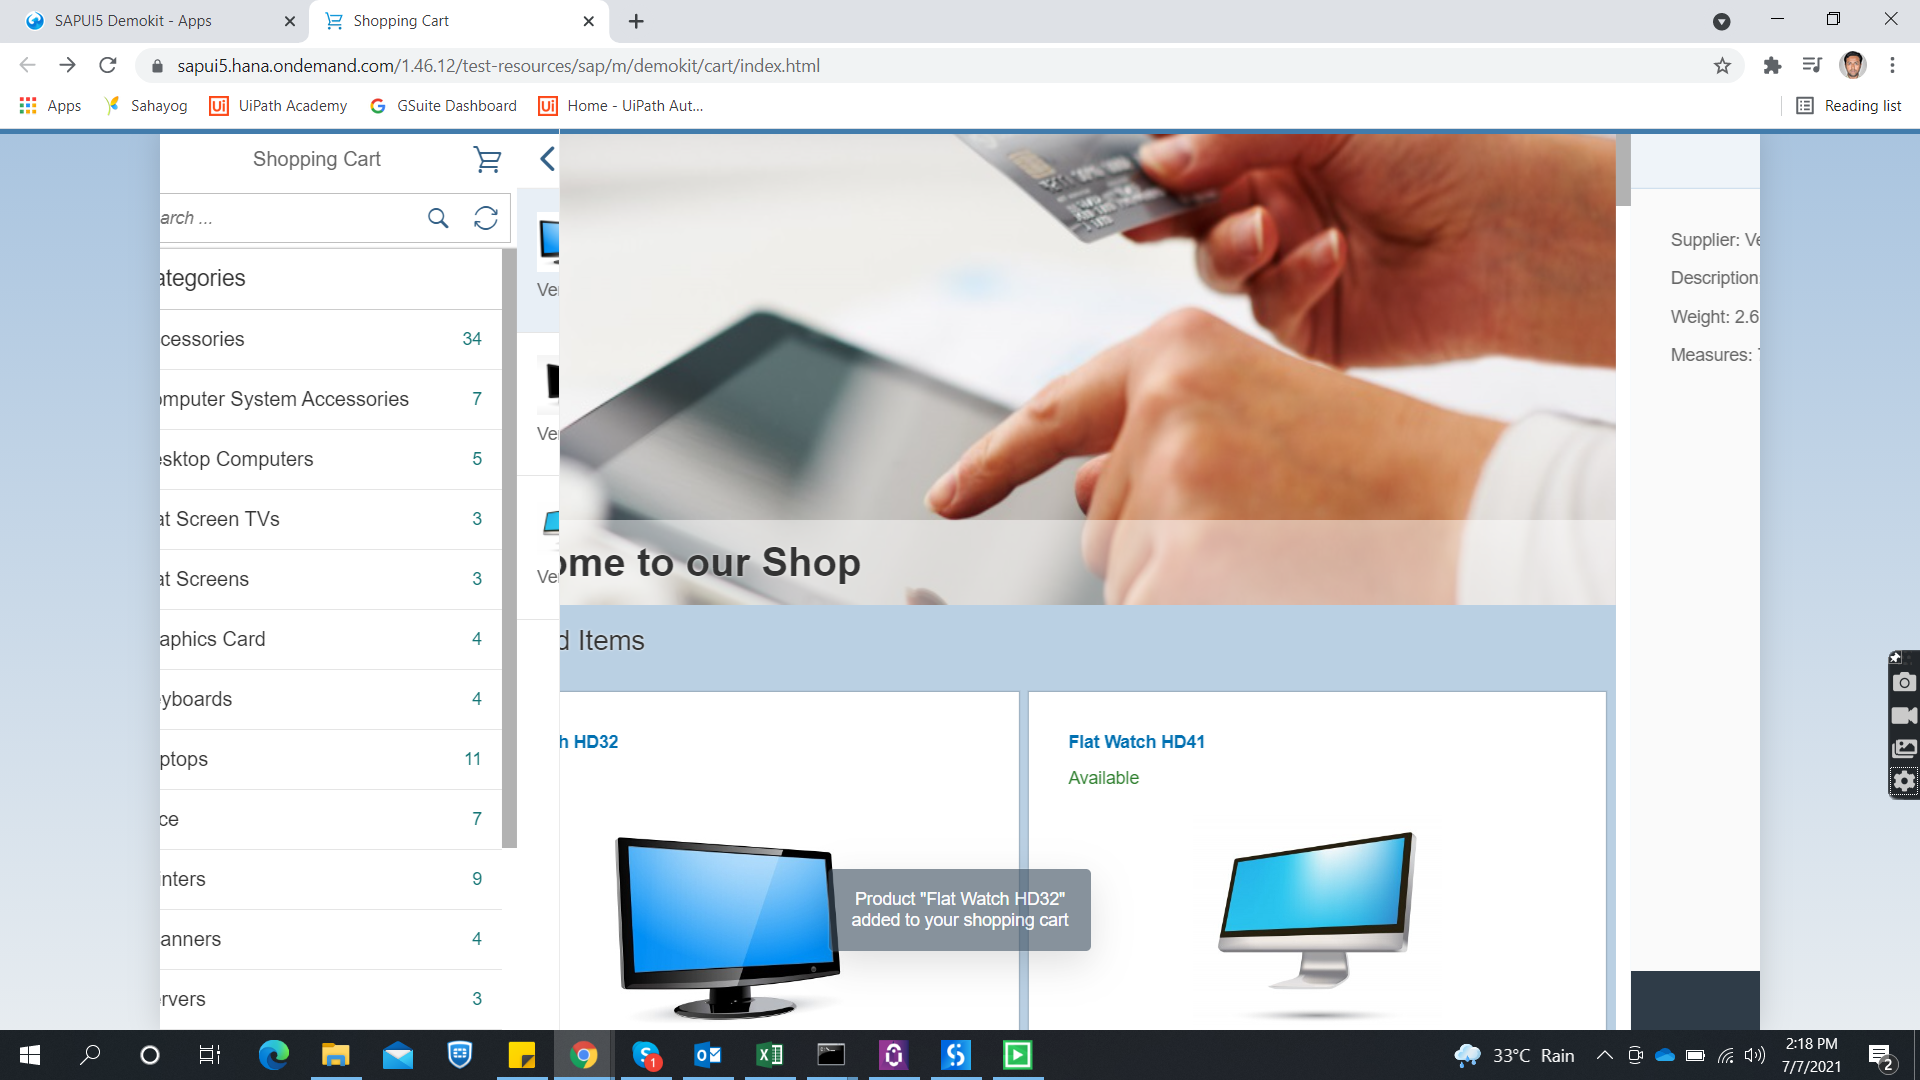 SAPUI5 Demokit - Apps
Shopping Cart
sapui5.hana.ondemand.com/1.46.12/test-resources/sap/m/demokit/cart/index.html
Apps
Sahayog
UiPath Academy
GSuite Dashboard
Home - UiPath Aut...
Reading list
Shopping Cart
arch ...
ategories
cessories 34
omputer System Accessories 7
esktop Computers 5
at Screen TVs 3
at Screens 3
aphics Card 4
yboards 4
ptops 11
ce 7
inters 9
anners 4
rvers 3
Ve
Ve
Ve
ome to our Shop
d Items
h HD32
Flat Watch HD41
Available
Product "Flat Watch HD32"
added to your shopping cart
Supplier: Ve
Description
Weight: 2.6
Measures:
33°C Rain
2:18 PM
7/7/2021
1
2